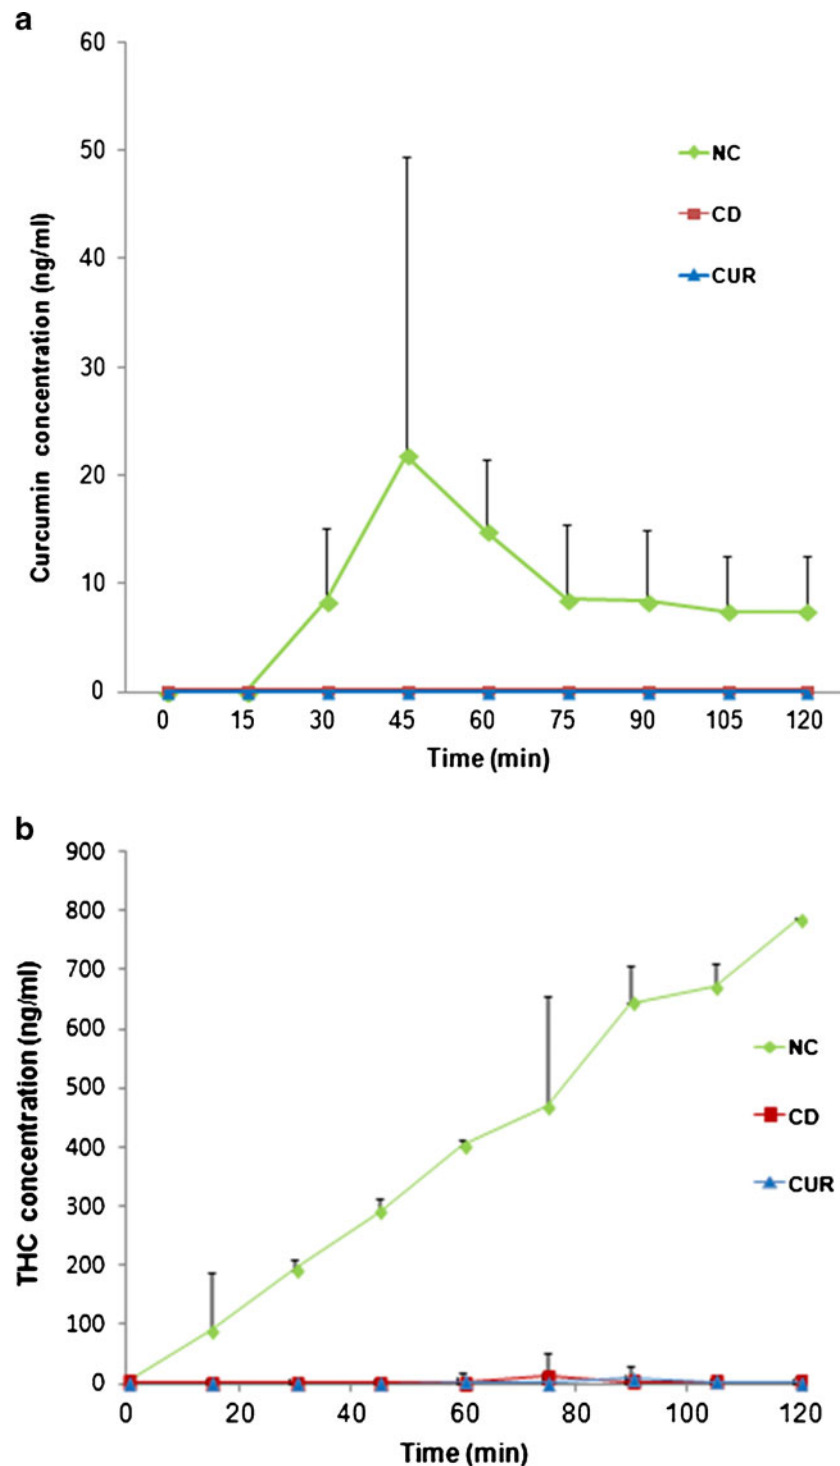 a
60
50
40
30
20
10
0
Curcumin concentration (ng/ml)
NC
CD
CUR
0 15 30 45 60 75 90 105 120
Time (min)
b
900
800
700
600
500
400
300
200
100
0
THC concentration (ng/ml)
NC
CD
CUR
0 20 40 60 80 100 120
Time (min)